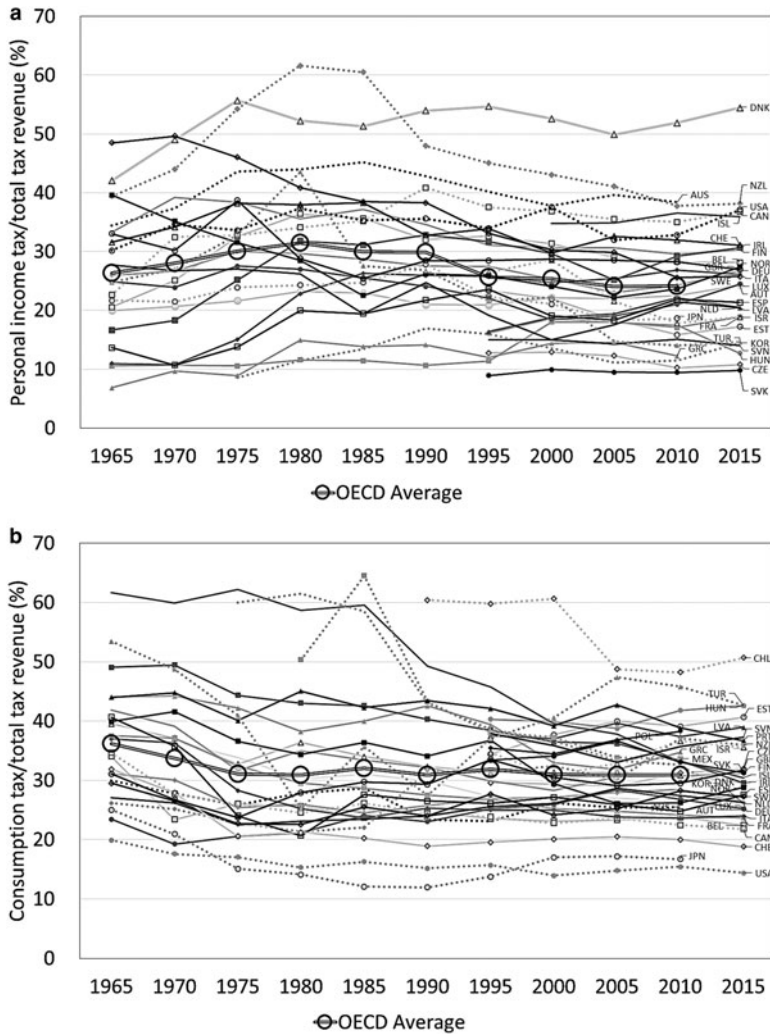 a
Personal income tax/total tax revenue (%)
70
60
50
40
30
20
10
0
DNK
NZL
AUS
USA
CAN
ISL
CHE
IRL
FIN
BEL
NOR
DEU
ITA
SWE
LUX
AUT
ESP
NLD
LVA
JPN
ISR
FRA
EST
TUR
KOR
GRC
SVN
HUN
CZE
SVK
1965 1970 1975 1980 1985 1990 1995 2000 2005 2010 2015
OECD Average
b
Consumption tax/total tax revenue (%)
70
60
50
40
30
20
10
0
CHL
TUR
HUN
EST
LVA
SVN
POL
PRT
NZL
GRC
ISR
MEX
SVK
FIN
KOR
AUT
DEU
ITA
BEL
FRA
CAN
CHE
JPN
USA
1965 1970 1975 1980 1985 1990 1995 2000 2005 2010 2015
OECD Average